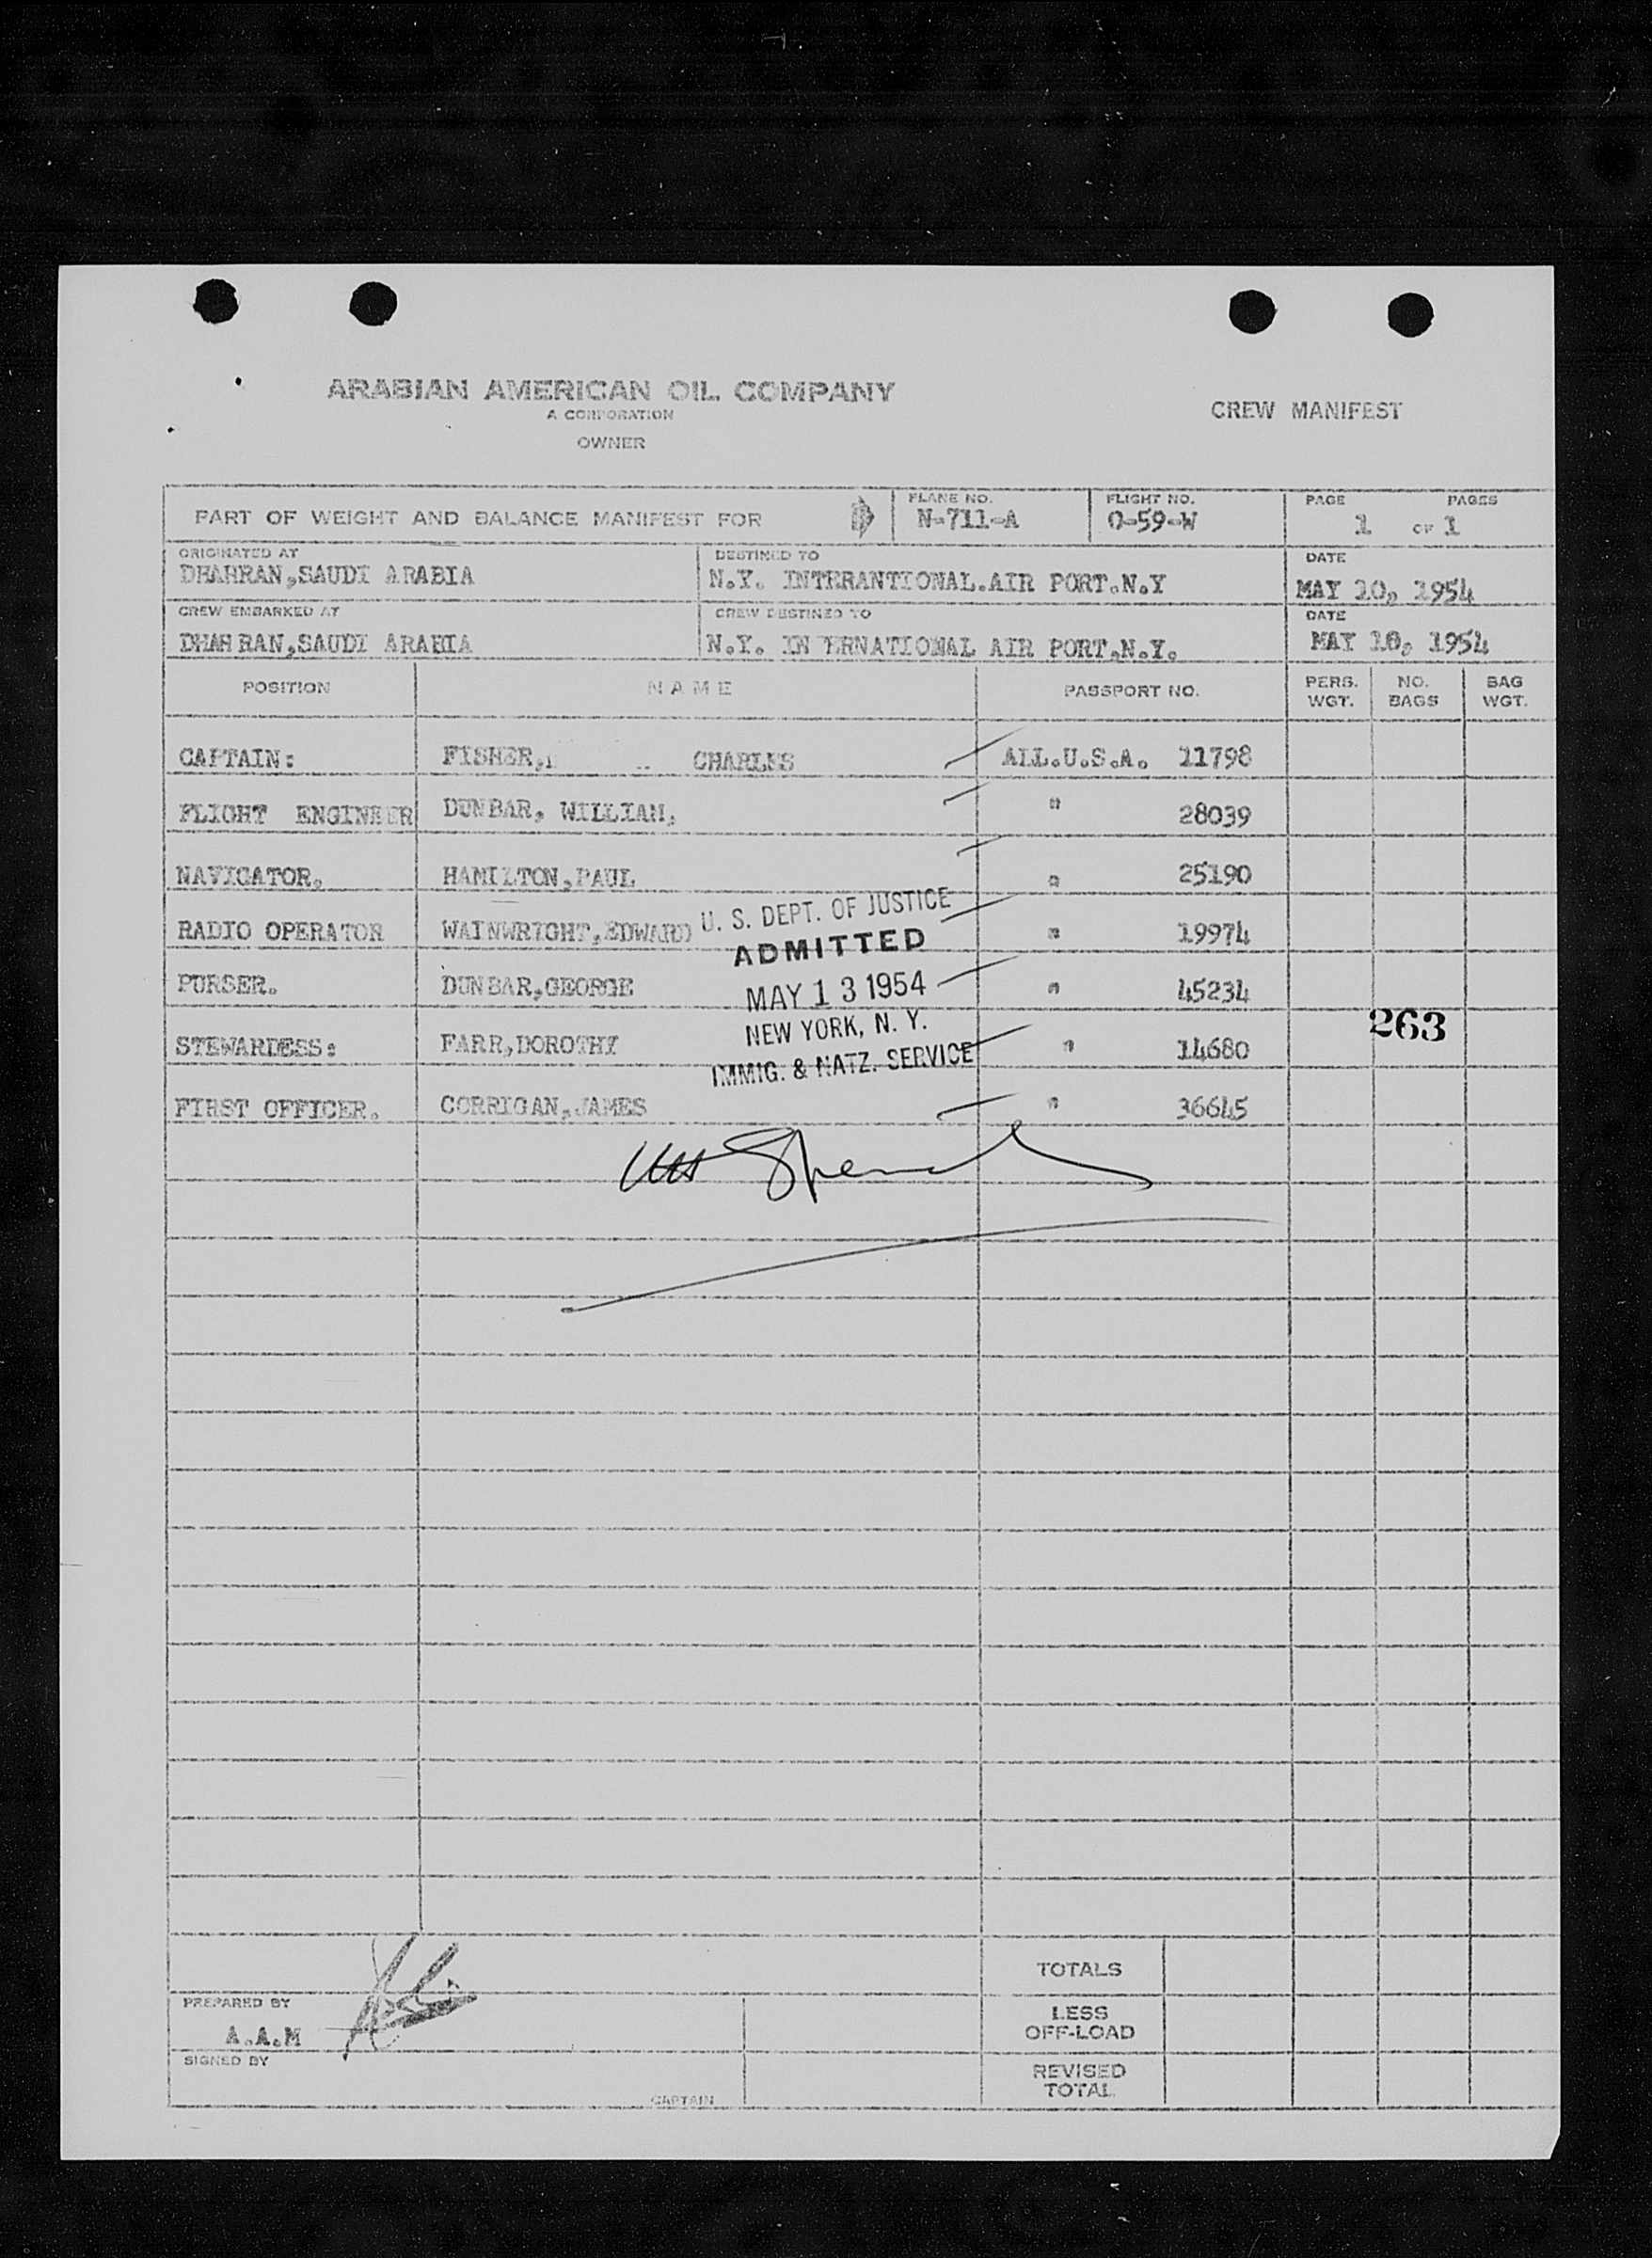 ARABIAN AMERICAN OIL COMPANY
A CORPORATION
OWNER
CREW MANIFEST
PART OF WEIGHT AND BALANCE MANIFEST FOR
PLANE NO.
N-711-A
FLIGHT NO.
O-59-W
PAGE PAGES
1 OF 1
ORIGINATED AT
DHAHRAN,SAUDI ARABIA
DESTINED TO
N.Y. INTERANTIONAL.AIR PORT.N.Y
DATE
MAY 10, 1954
CREW EMBARKED AT
DHAH RAN,SAUDI ARABIA
CREW DESTINED TO
N.Y. IN ERNATIONAL AIR PORT.N.Y.
DATE
MAY 10, 1954
POSITION NAME PASSPORT NO. PERS. WGT. NO. BAGS BAG WGT.
CAPTAIN: FISHER, CHARLES ALL.U.S.A. 11798
FLIGHT ENGINEER DUNBAR, WILLIAM, " 28039
NAVIGATOR. HAMILTON,PAUL " 25190
RADIO OPERATOR WAINWRIGHT,EDWARD " 19974
PURSER. DUNBAR,GEORGE " 45234
STEWARDESS: FARR,DOROTHY " 14680
FIRST OFFICER. CORRIGAN,JAMES " 36645
U. S. DEPT. OF JUSTICE
ADMITTED
MAY 13 1954
NEW YORK, N. Y.
IMMIG. & NATZ. SERVICE
263
TOTALS
PREPARED BY
A.A.M
LESS
OFF-LOAD
SIGNED BY
CAPTAIN
REVISED
TOTAL